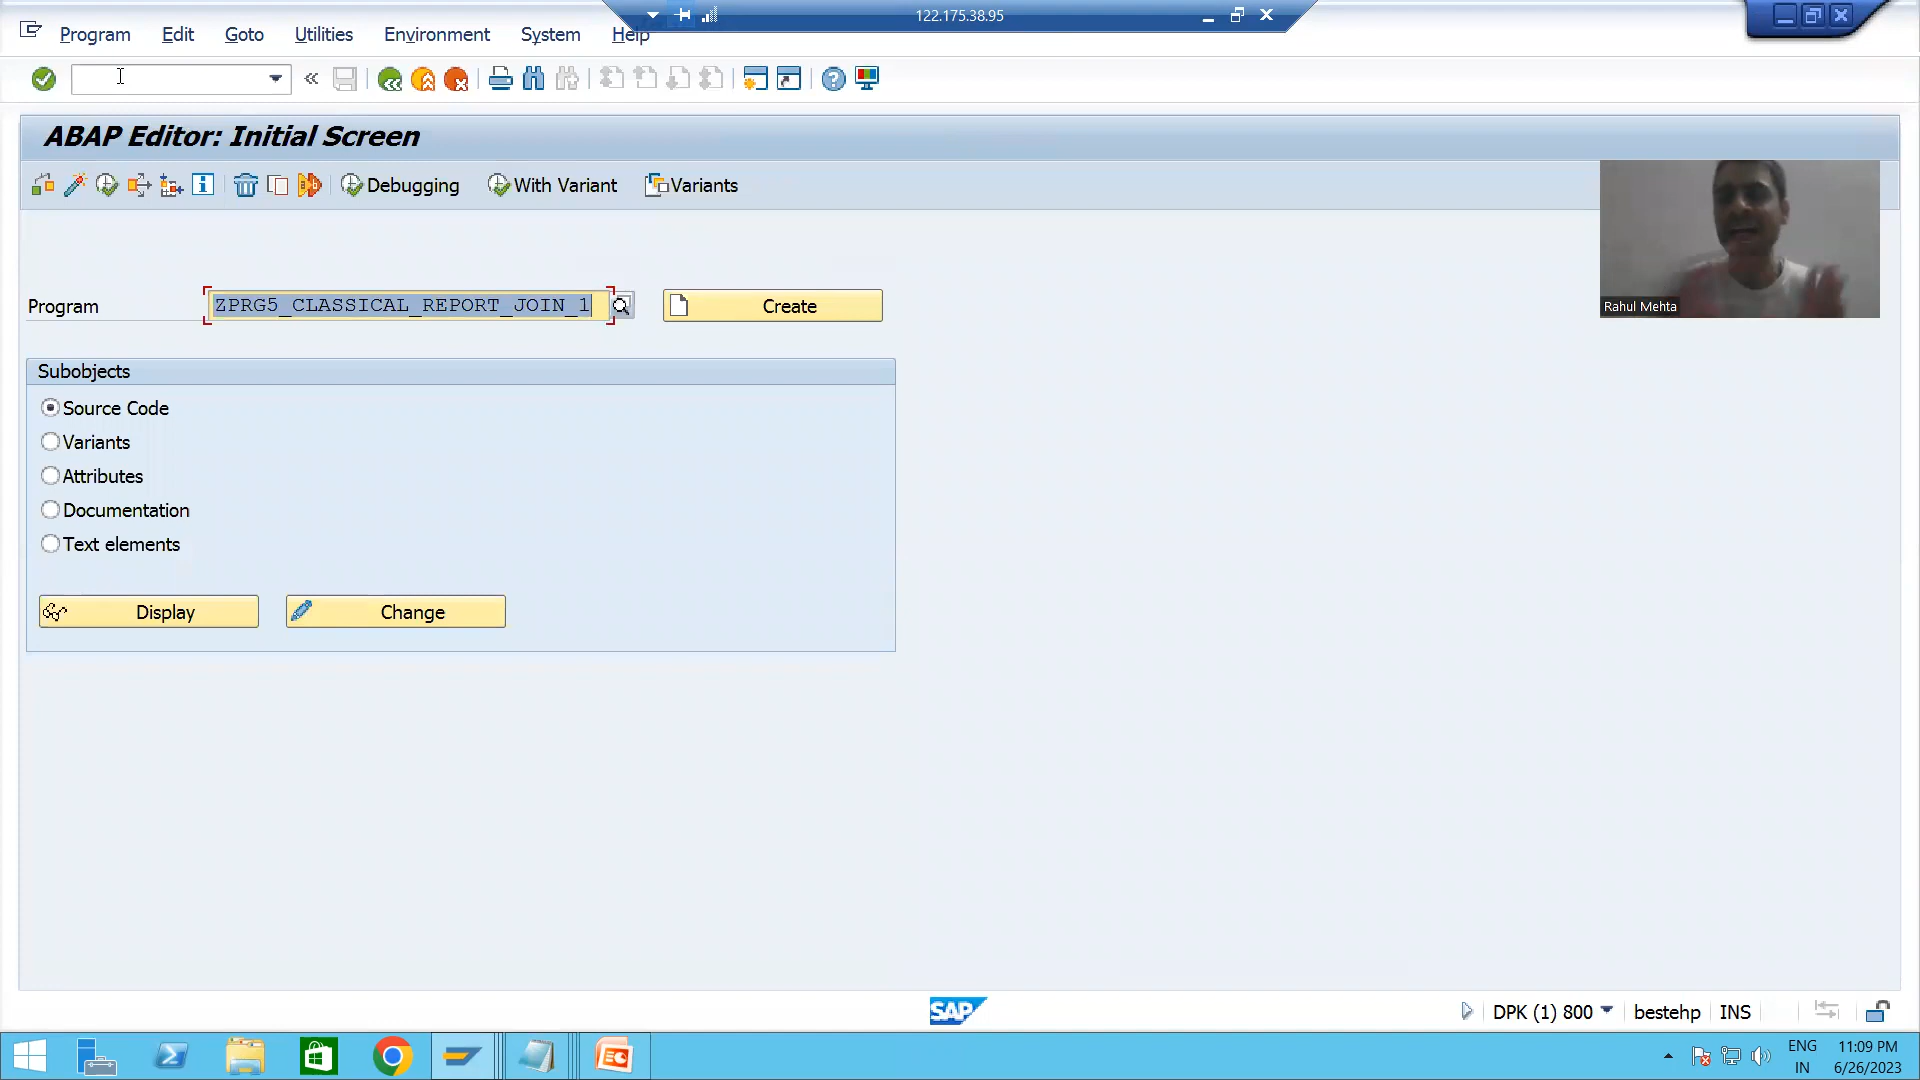 122.175.38.95
Program Edit Goto Utilities Environment System Help
ABAP Editor: Initial Screen
Debugging With Variant Variants
Rahul Mehta
Program ZPRG5_CLASSICAL_REPORT_JOIN_1 Create
Subobjects
Source Code
Variants
Attributes
Documentation
Text elements
Display Change
SAP DPK (1) 800 bestehp INS
ENG 11:09 PM
IN 6/26/2023